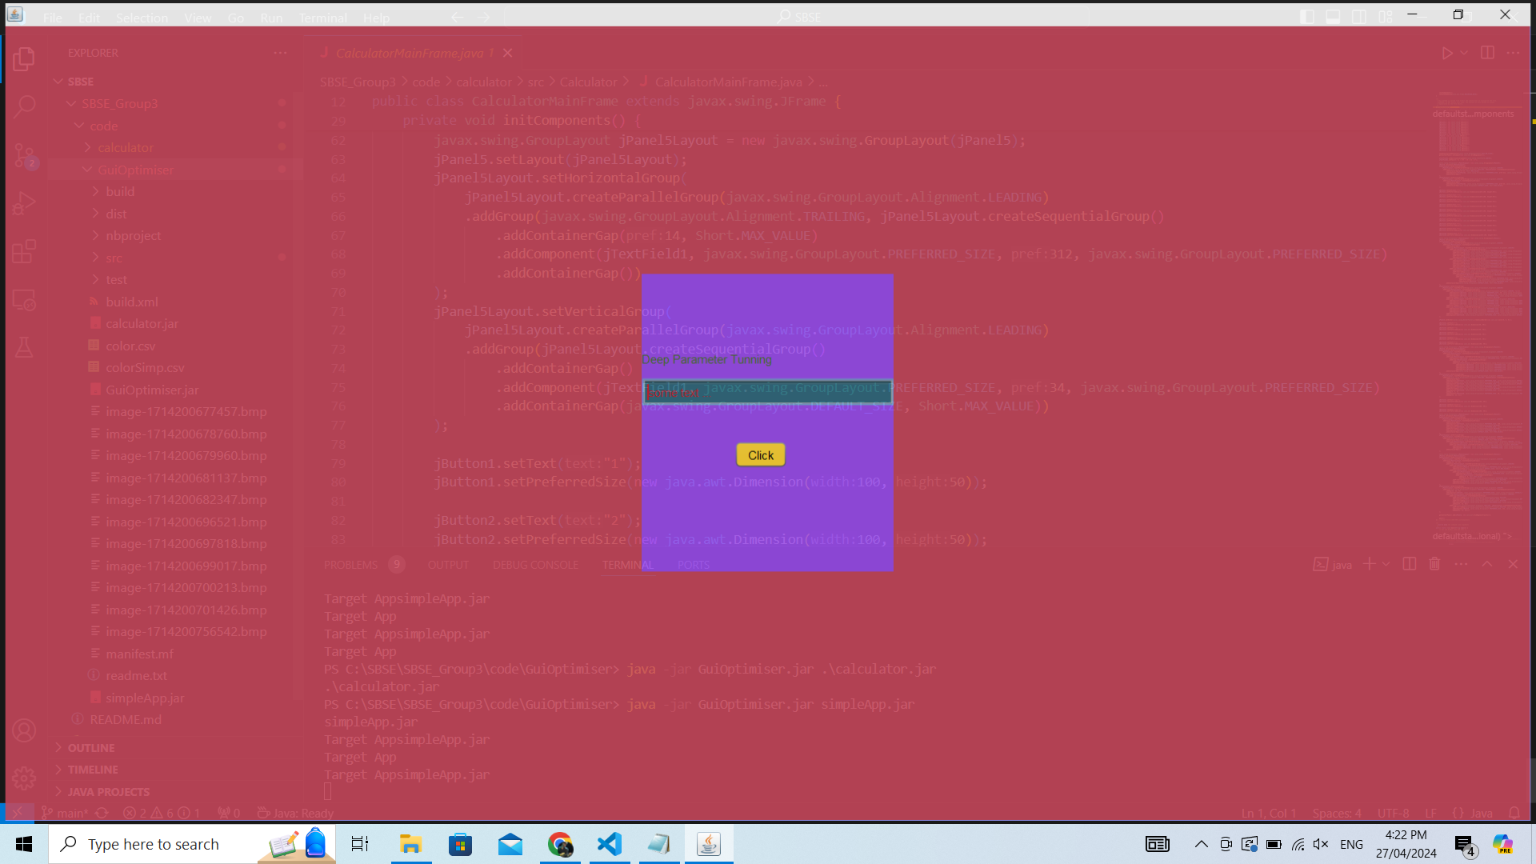 File Edit Selection View Go Run Terminal Help
SBSE
EXPLORER
SBSE
SBSE_Group3
code
calculator
GuiOptimiser
build
dist
nbproject
src
test
build.xml
calculator.jar
color.csv
colorSimp.csv
GuiOptimiser.jar
image-1714200677457.bmp
image-1714200678760.bmp
image-1714200679960.bmp
image-1714200681137.bmp
image-1714200682347.bmp
image-1714200696521.bmp
image-1714200697818.bmp
image-1714200699017.bmp
image-1714200700213.bmp
image-1714200701426.bmp
image-1714200756542.bmp
manifest.mf
readme.txt
simpleApp.jar
README.md
OUTLINE
TIMELINE
JAVA PROJECTS
2
CalculatorMainFrame.java 1
SBSE_Group3 > code > calculator > src > Calculator > CalculatorMainFrame.java > ...
12 public class CalculatorMainFrame extends javax.swing.JFrame {
29 private void initComponents() {
62 javax.swing.GroupLayout jPanel5Layout = new javax.swing.GroupLayout(jPanel5);
63 jPanel5.setLayout(jPanel5Layout);
64 jPanel5Layout.setHorizontalGroup(
65 jPanel5Layout.createParallelGroup(javax.swing.GroupLayout.Alignment.LEADING)
66 .addGroup(javax.swing.GroupLayout.Alignment.TRAILING, jPanel5Layout.createSequentialGroup()
67 .addContainerGap(pref:14, Short.MAX_VALUE)
68 .addComponent(jTextField1, javax.swing.GroupLayout.PREFERRED_SIZE, pref:312, javax.swing.GroupLayout.PREFERRED_SIZE)
69 .addContainerGap())
70 );
71 jPanel5Layout.setVerticalGroup(
72 jPanel5Layout.createParallelGroup(javax.swing.GroupLayout.Alignment.LEADING)
73 .addGroup(jPanel5Layout.createSequentialGroup()
74 .addContainerGap()
75 .addComponent(jTextField1, javax.swing.GroupLayout.PREFERRED_SIZE, pref:34, javax.swing.GroupLayout.PREFERRED_SIZE)
76 .addContainerGap(javax.swing.GroupLayout.DEFAULT_SIZE, Short.MAX_VALUE))
77 );
78
79 jButton1.setText(text:"1");
80 jButton1.setPreferredSize(new java.awt.Dimension(width:100, height:50));
81
82 jButton2.setText(text:"2");
83 jButton2.setPreferredSize(new java.awt.Dimension(width:100, height:50));
Deep Parameter Tunning
Click
PROBLEMS 9 OUTPUT DEBUG CONSOLE TERMINAL PORTS
java
Target AppsimpleApp.jar
Target App
Target AppsimpleApp.jar
Target App
PS C:\SBSE\SBSE_Group3\code\GuiOptimiser> java -jar GuiOptimiser.jar .\calculator.jar
.\calculator.jar
PS C:\SBSE\SBSE_Group3\code\GuiOptimiser> java -jar GuiOptimiser.jar simpleApp.jar
simpleApp.jar
Target AppsimpleApp.jar
Target App
Target AppsimpleApp.jar
main* 2 6 1 0 Java: Ready
Ln 1, Col 1 Spaces: 4 UTF-8 LF {} Java
Type here to search
ENG
4:22 PM
27/04/2024
4
PRE